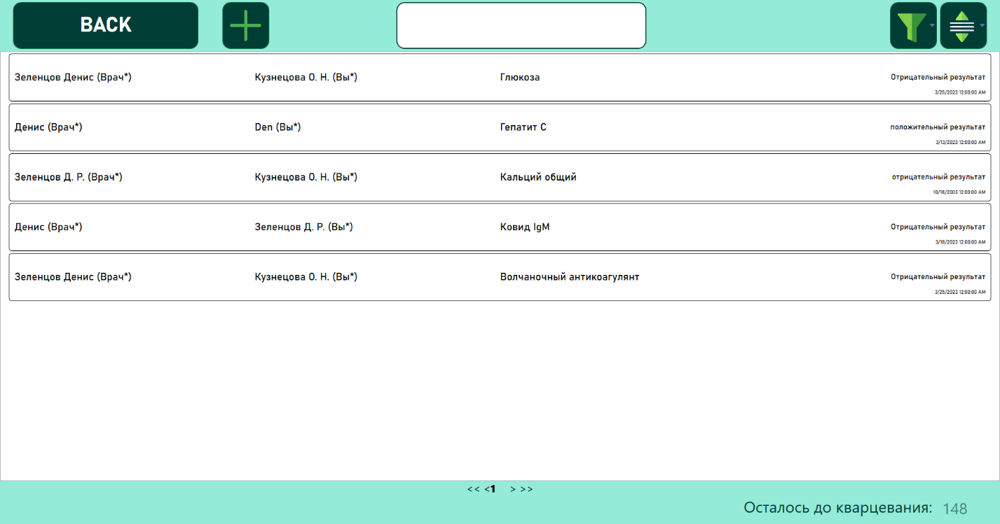 BACK
Зеленцов Денис (Врач*) Кузнецова О. Н. (Вы*) Глюкоза Отрицательный результат
3/25/2023 12:00:00 AM
Денис (Врач*) Den (Вы*) Гепатит С положительный результат
3/13/2023 12:00:00 AM
Зеленцов Д. Р. (Врач*) Кузнецова О. Н. (Вы*) Кальций общий отрицательный результат
10/18/2003 12:00:00 AM
Денис (Врач*) Зеленцов Д. Р. (Вы*) Ковид IgM Отрицательный результат
3/18/2023 12:00:00 AM
Зеленцов Денис (Врач*) Кузнецова О. Н. (Вы*) Волчаночный антикоагулянт Отрицательный результат
3/25/2023 12:00:00 AM
<< <1 > >>
Осталось до кварцевания: 148